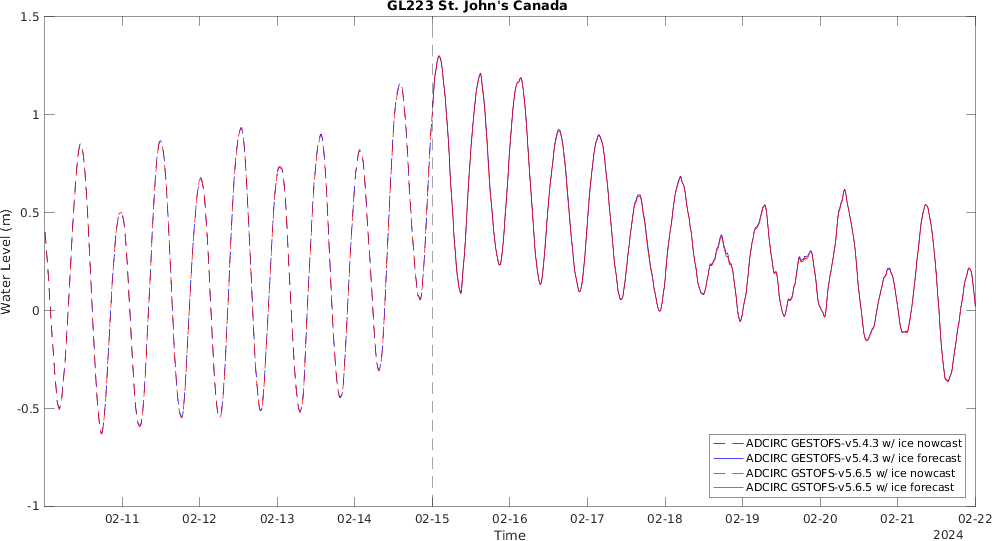 GL223 St. John's Canada
Water Level (m)
1.5
1
0.5
0
-0.5
-1
ADCIRC GESTOFS-v5.4.3 w/ ice nowcast
ADCIRC GESTOFS-v5.4.3 w/ ice forecast
ADCIRC GSTOFS-v5.6.5 w/ ice nowcast
ADCIRC GSTOFS-v5.6.5 w/ ice forecast
02-11 02-12 02-13 02-14 02-15 02-16 02-17 02-18 02-19 02-20 02-21 02-22
Time
2024